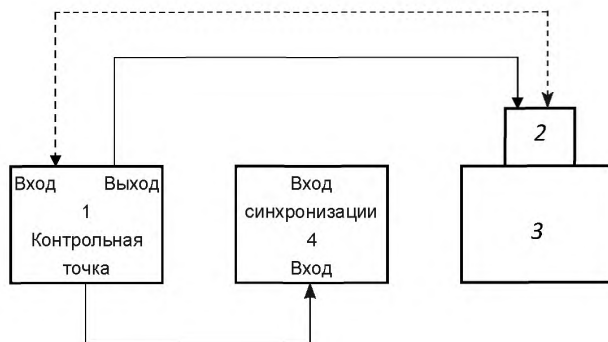 2
Вход Выход
1
Контрольная
точка
Вход
синхронизации
4
Вход
3